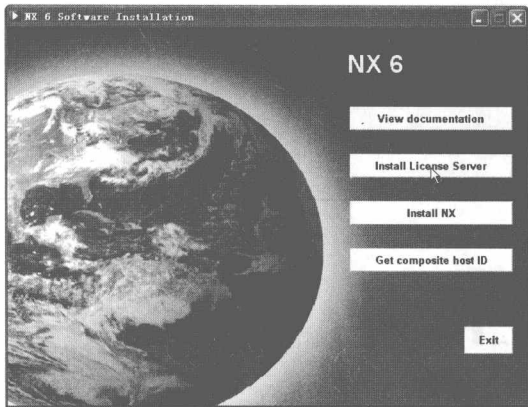 NX 6 Software Installation
NX 6
View documentation
Install License Server
Install NX
Get composite host ID
Exit